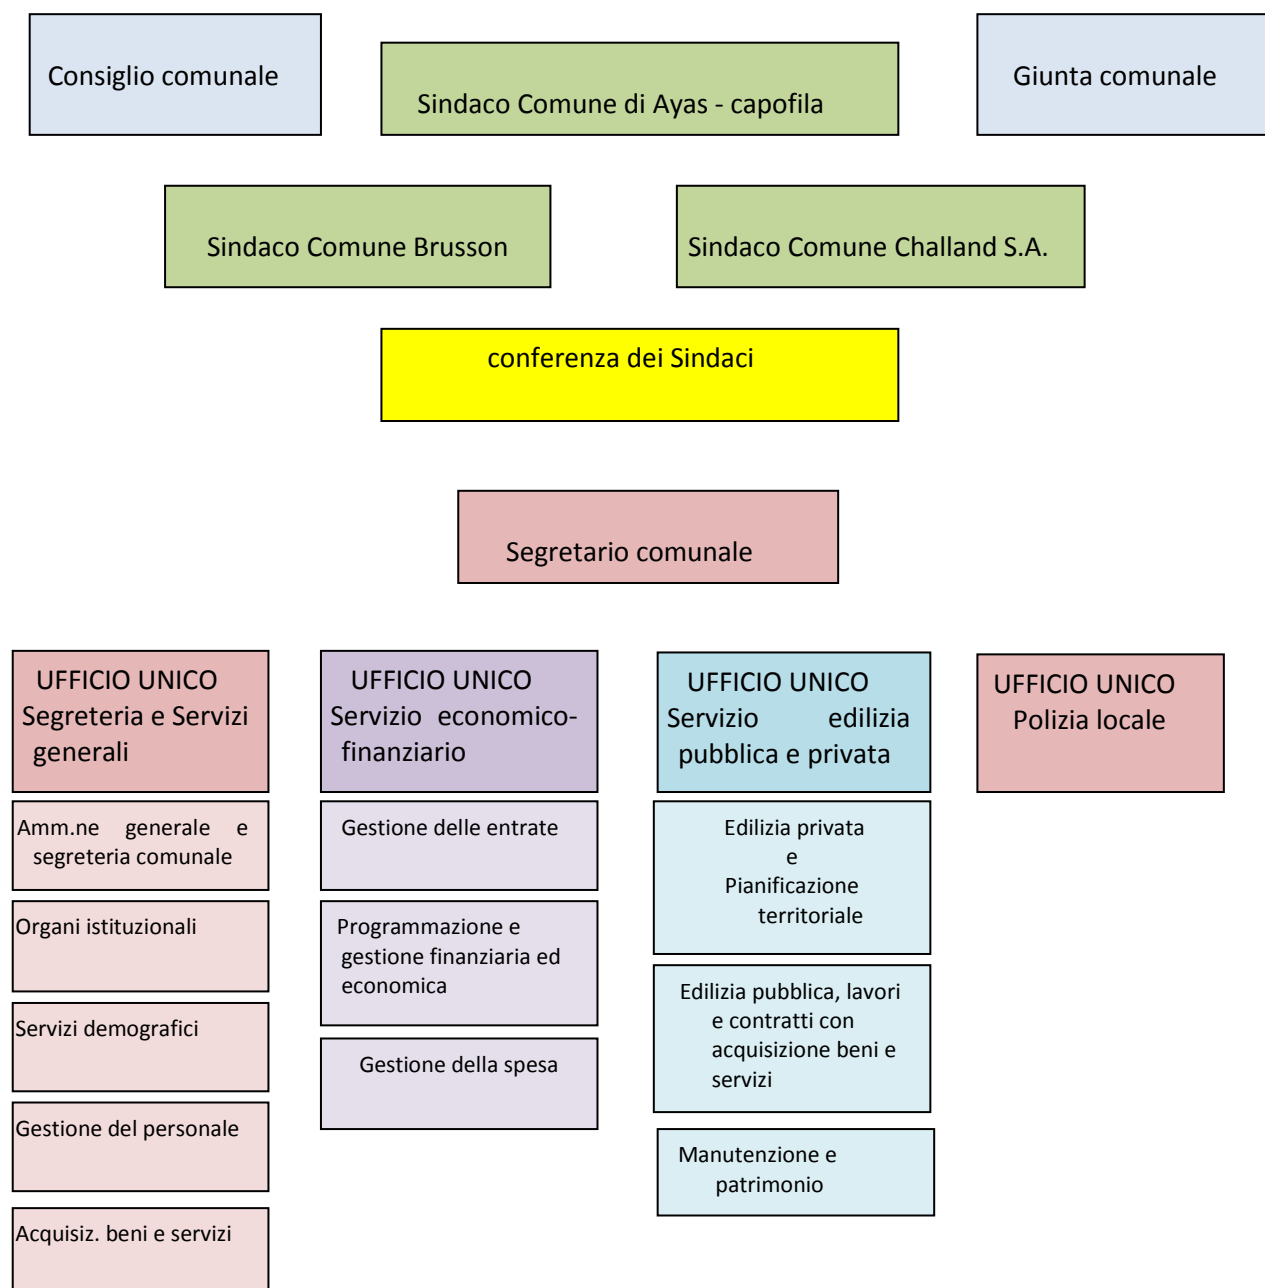 Consiglio comunale
Sindaco Comune di Ayas - capofila
Giunta comunale
Sindaco Comune Brusson
Sindaco Comune Challand S.A.
conferenza dei Sindaci
Segretario comunale
UFFICIO UNICO
Segreteria e Servizi
generali
Amm.ne generale e
segreteria comunale
Organi istituzionali
Servizi demografici
Gestione del personale
Acquisiz. beni e servizi
UFFICIO UNICO
Servizio economico-
finanziario
Gestione delle entrate
Programmazione e
gestione finanziaria ed
economica
Gestione della spesa
UFFICIO UNICO
Servizio edilizia
pubblica e privata
Edilizia privata
e
Pianificazione
territoriale
Edilizia pubblica, lavori
e contratti con
acquisizione beni e
servizi
Manutenzione e
patrimonio
UFFICIO UNICO
Polizia locale